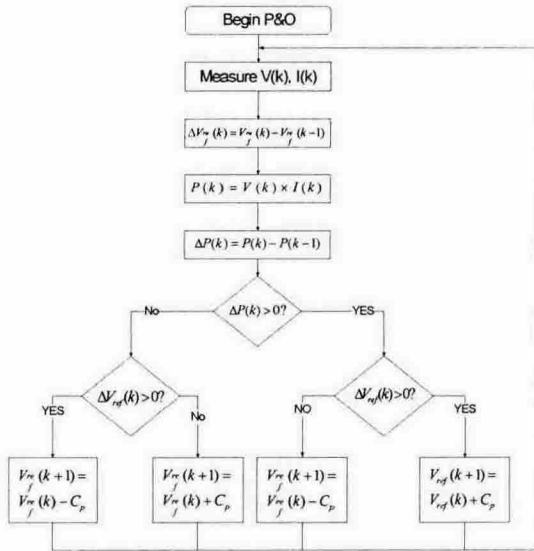 Begin P&O
Measure V(k), I(k)
ΔV_ref(k) = V_ref(k) − V_ref(k−1)
P(k) = V(k) × I(k)
ΔP(k) = P(k) − P(k−1)
ΔP(k) > 0?
No
YES
ΔV_ref(k) > 0?
ΔV_ref(k) > 0?
YES
No
NO
YES
V_ref(k+1) =
V_ref(k) − C_p
V_ref(k+1) =
V_ref(k) + C_p
V_ref(k+1) =
V_ref(k) − C_p
V_ref(k+1) =
V_ref(k) + C_p